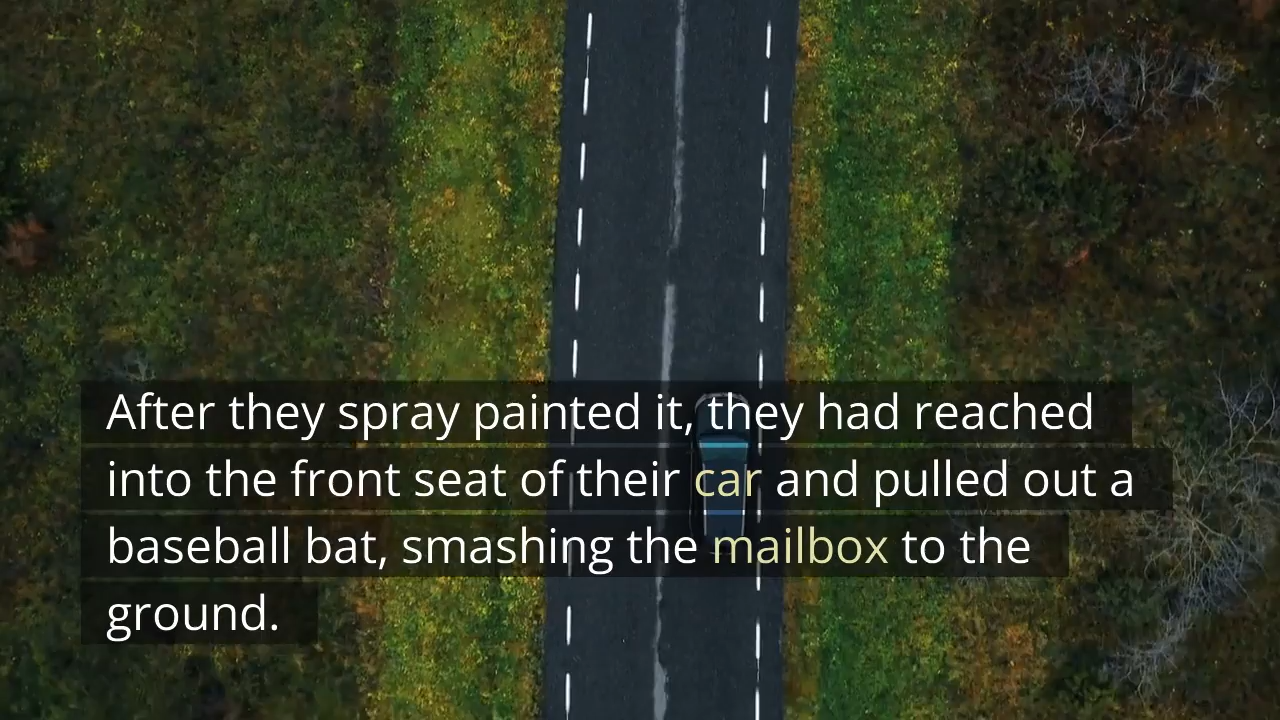 After they spray painted it, they had reached
into the front seat of their car and pulled out a
baseball bat, smashing the mailbox to the
ground.